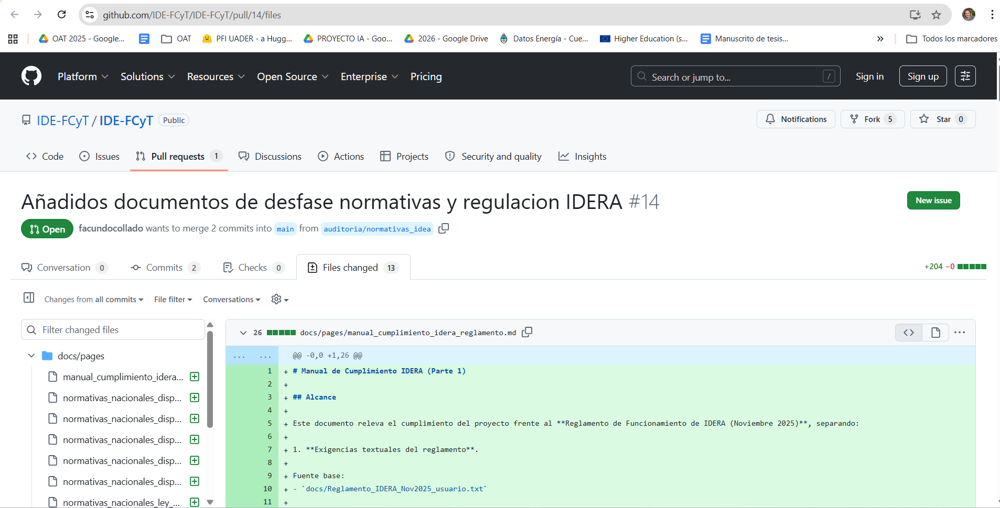 github.com/IDE-FCyT/IDE-FCyT/pull/14/files
OAT 2025 - Google... OAT PFI UADER - a Hugg... PROYECTO IA - Goo... 2026 - Google Drive Datos Energía - Cue... Higher Education (s... Manuscrito de tesis... » Todos los marcadores
Platform Solutions Resources Open Source Enterprise Pricing Search or jump to... / Sign in Sign up
IDE-FCyT / IDE-FCyT Public Notifications Fork 5 Star 0
Code Issues Pull requests 1 Discussions Actions Projects Security and quality Insights
Añadidos documentos de desfase normativas y regulacion IDERA #14 New issue
Open facundocollado wants to merge 2 commits into main from auditoria/normativas_idea
Conversation 0 Commits 2 Checks 0 Files changed 13 +204 −0
Changes from all commits File filter Conversations
Filter changed files
26 docs/pages/manual_cumplimiento_idera_reglamento.md
docs/pages
manual_cumplimiento_idera...
normativas_nacionales_disp...
normativas_nacionales_disp...
normativas_nacionales_disp...
normativas_nacionales_disp...
normativas_nacionales_disp...
normativas_nacionales_ley_...
... ... @@ -0,0 +1,26 @@
1 + # Manual de Cumplimiento IDERA (Parte 1)
2 +
3 + ## Alcance
4 +
5 + Este documento releva el cumplimiento del proyecto frente al **Reglamento de Funcionamiento de IDERA (Noviembre 2025)**, separando:
6 +
7 + 1. **Exigencias textuales del reglamento**.
8 +
9 + Fuente base:
10 + - `docs/Reglamento_IDERA_Nov2025_usuario.txt`
11 +